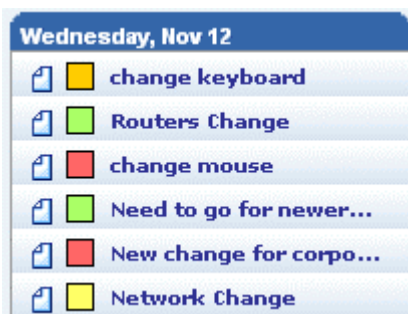 Wednesday, Nov 12
change keyboard
Routers Change
change mouse
Need to go for newer...
New change for corpo...
Network Change